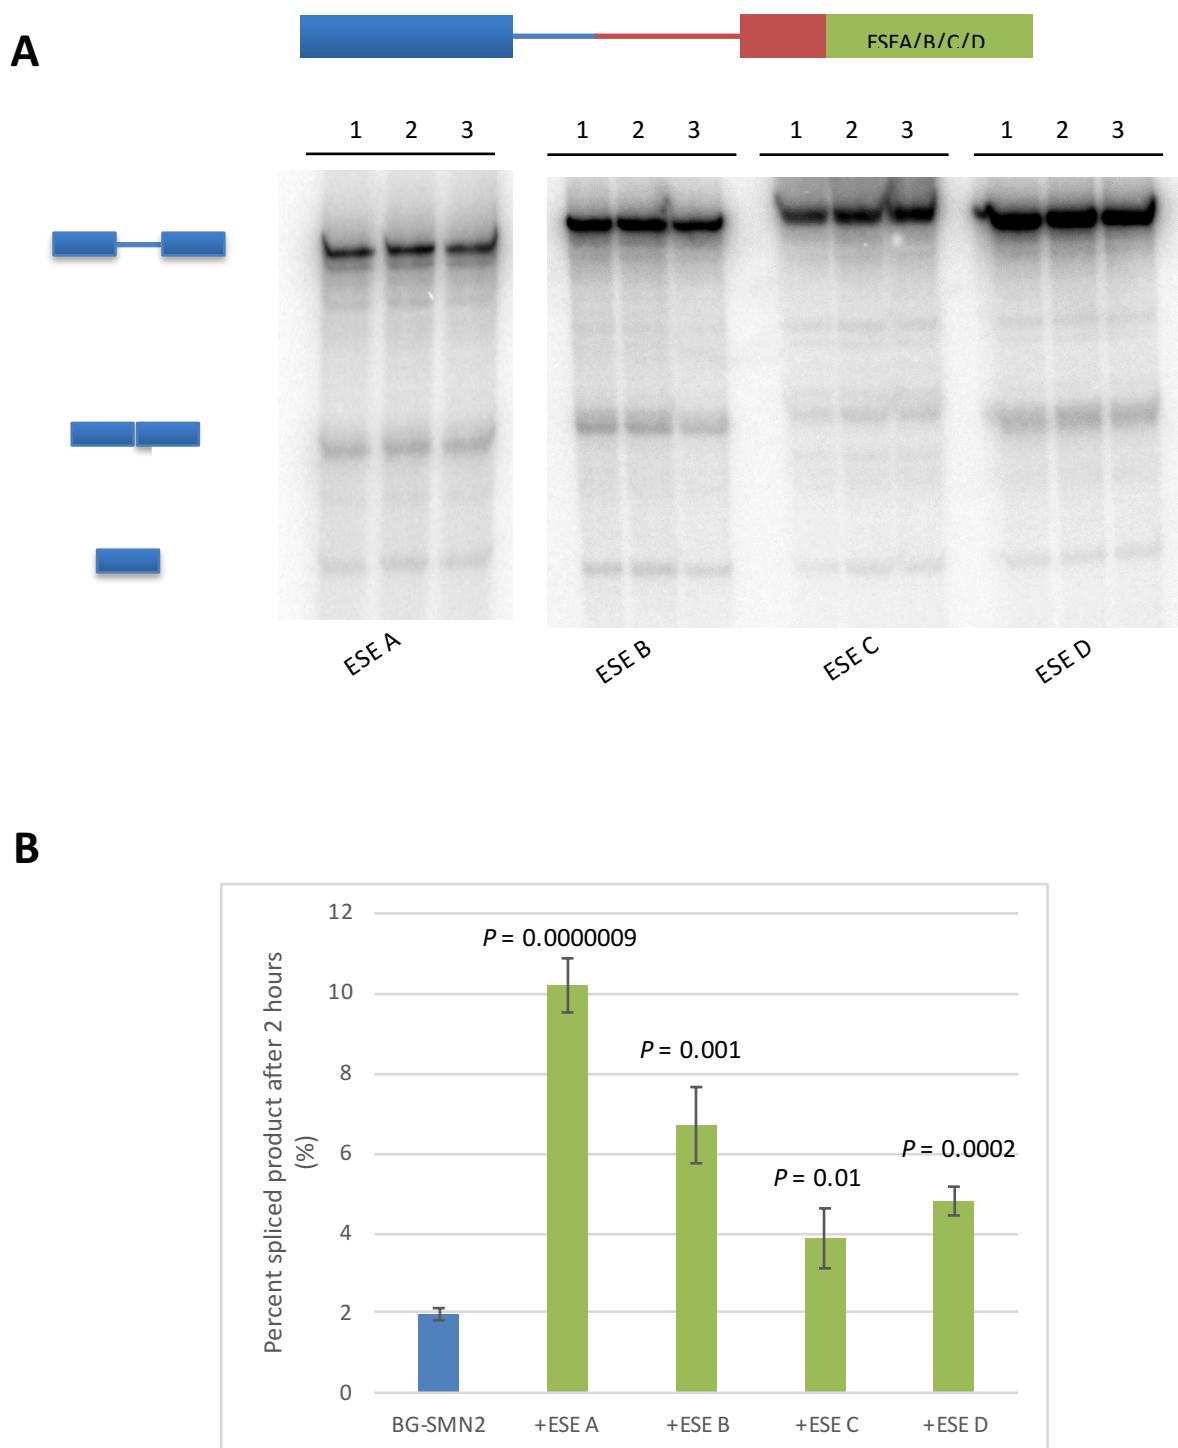 A
ESEA/B/C/D
1 2 3 1 2 3 1 2 3 1 2 3
ESE A ESE B ESE C ESE D
B
Percent spliced product after 2 hours
(%)
12
10
8
6
4
2
0
P = 0.0000009
P = 0.001
P = 0.01
P = 0.0002
BG-SMN2 +ESE A +ESE B +ESE C +ESE D